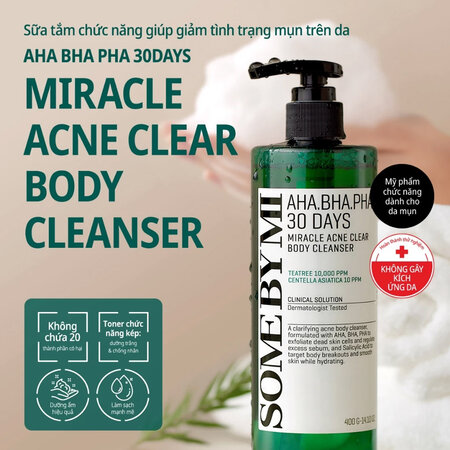 Sữa tắm chức năng giúp giảm tình trạng mụn trên da
AHA BHA PHA 30DAYS
MIRACLE
ACNE CLEAR
BODY
CLEANSER
Không
chứa 20
thành phần có hại
Toner chức
năng kép:
dưỡng trắng
& chống nhăn
Dưỡng ẩm
hiệu quả
Làm sạch
mạnh mẽ
SOME BY MI
AHA.BHA.PHA
30 DAYS
MIRACLE ACNE CLEAR
BODY CLEANSER
TEATREE 10,000 PPM
CENTELLA ASIATICA 10 PPM
CLINICAL SOLUTION
Dermatologist Tested
A clarifying acne body cleanser,
formulated with AHA, BHA, PHA to
exfoliate dead skin cells and regulate
excess sebum, and Salicylic Acid to
target body breakouts and smooth
skin while hydrating.
400 G
Mỹ phẩm
chức năng
dành cho
da mụn
Hoàn thành thử nghiệm
KHÔNG GÂY
KÍCH
ỨNG DA